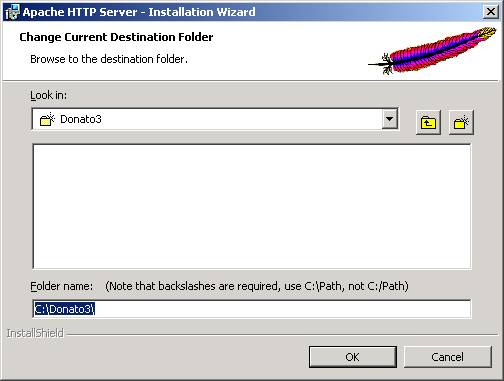 Apache HTTP Server - Installation Wizard
Change Current Destination Folder
Browse to the destination folder.
Look in:
Donato3
Folder name: (Note that backslashes are required, use C:\Path, not C:/Path)
C:\Donato3\
InstallShield
OK Cancel